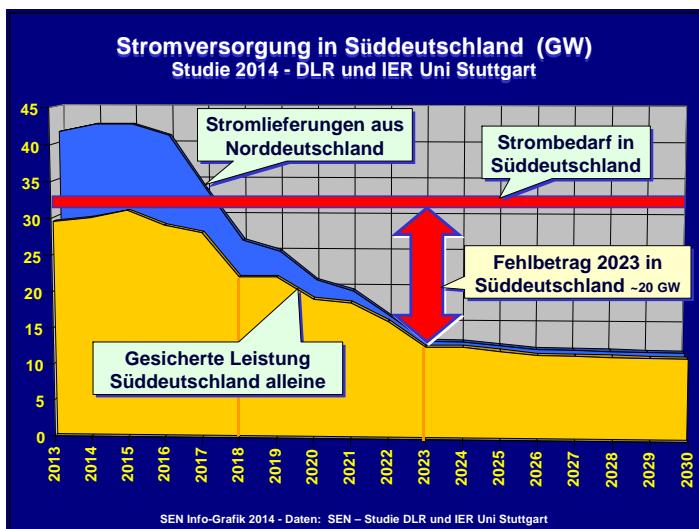 Stromversorgung in Süddeutschland (GW)
Studie 2014 - DLR und IER Uni Stuttgart
45
40
35
30
25
20
15
10
5
0
Stromlieferungen aus
Norddeutschland
Strombedarf in
Süddeutschland
Fehlbetrag 2023 in
Süddeutschland ~20 GW
Gesicherte Leistung
Süddeutschland alleine
2013 2014 2015 2016 2017 2018 2019 2020 2021 2022 2023 2024 2025 2026 2027 2028 2029 2030
SEN Info-Grafik 2014 - Daten: SEN – Studie DLR und IER Uni Stuttgart